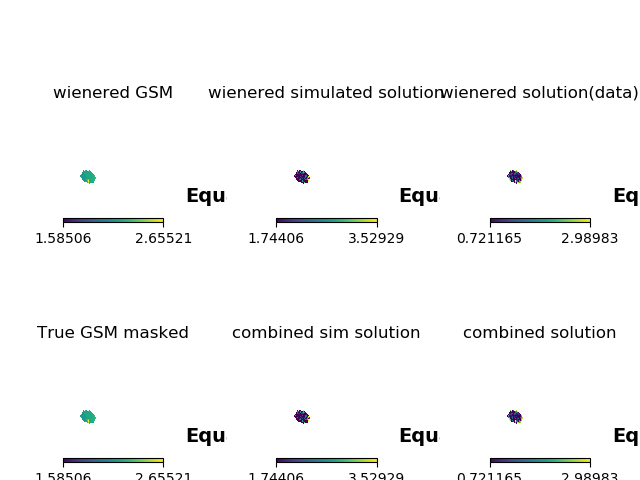 wienered GSM
wienered simulated solution
wienered solution(data)
Equ
Equ
Eq
1.58506 2.65521
1.74406 3.52929
0.721165 2.98983
True GSM masked
combined sim solution
combined solution
Equ
Equ
Eq
1.58506 2.65521
1.74406 3.52929
0.721165 2.98983